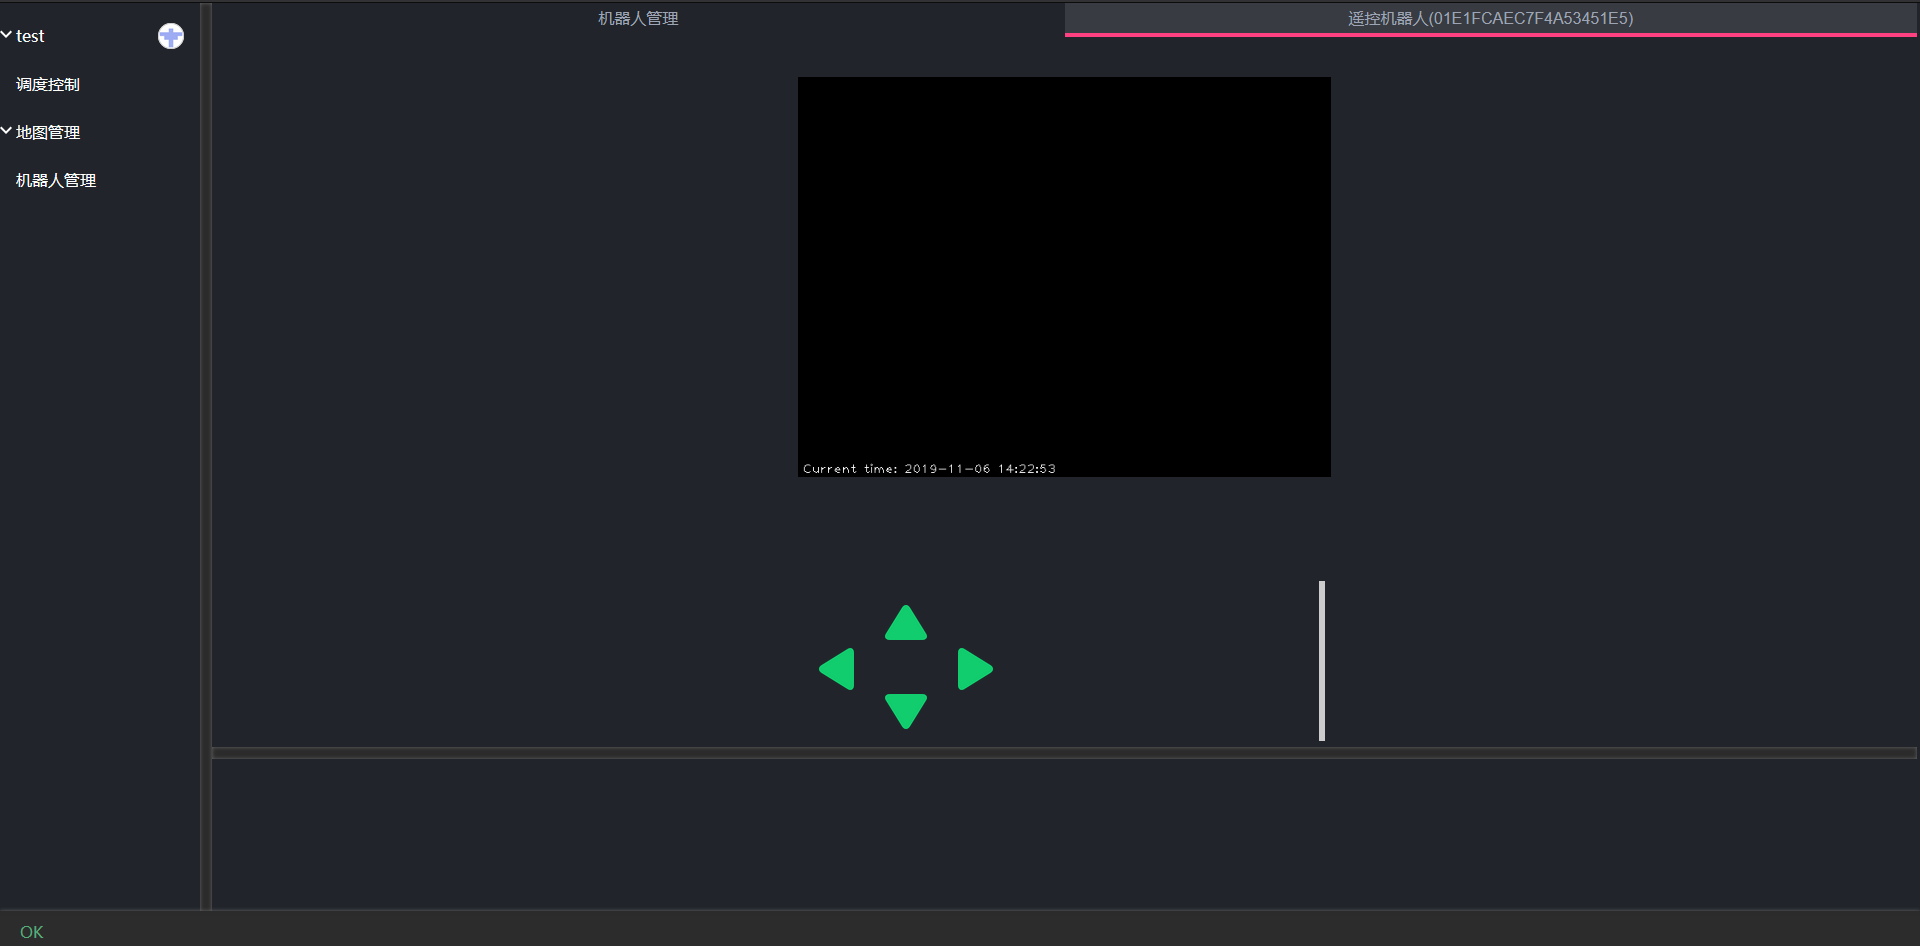 test
调度控制
地图管理
机器人管理
机器人管理
遥控机器人(01E1FCAEC7F4A53451E5)
Current time: 2019-11-06 14:22:53
OK